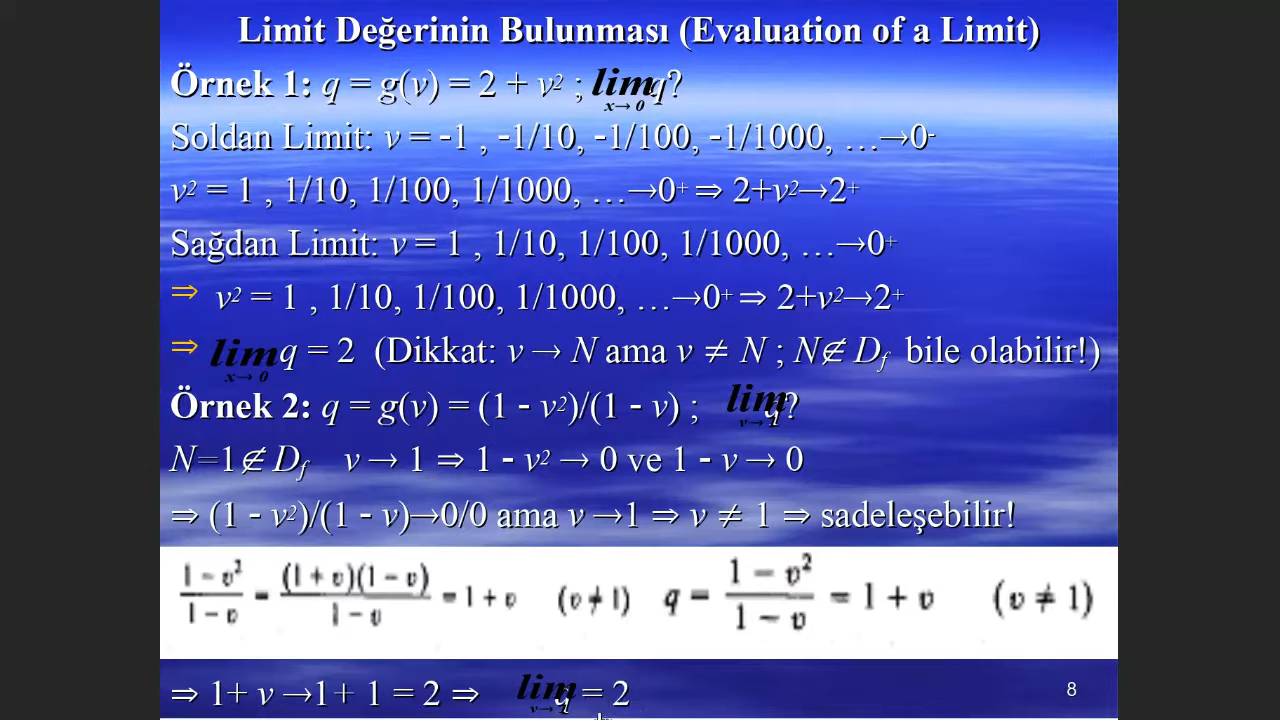 Limit Değerinin Bulunması (Evaluation of a Limit)
Örnek 1: q = g(v) = 2 + v² ; lim x→0 q?
Soldan Limit: v = -1 , -1/10, -1/100, -1/1000, …→0⁻
v² = 1 , 1/10, 1/100, 1/1000, …→0⁺ ⇒ 2+v²→2⁺
Sağdan Limit: v = 1 , 1/10, 1/100, 1/1000, …→0⁺
⇒ v² = 1 , 1/10, 1/100, 1/1000, …→0⁺ ⇒ 2+v²→2⁺
⇒ lim x→0 q = 2 (Dikkat: v → N ama v ≠ N ; N∉ D_f bile olabilir!)
Örnek 2: q = g(v) = (1 - v²)/(1 - v) ; lim v→ q?
N=1∉ D_f v → 1 ⇒ 1 - v² → 0 ve 1 - v → 0
⇒ (1 - v²)/(1 - v)→0/0 ama v →1 ⇒ v ≠ 1 ⇒ sadeleşebilir!
(1 - v²)/(1 - v) = (1 + v)(1 - v)/(1 - v) = 1 + v (v ≠ 1) q = (1 - v²)/(1 - v) = 1 + v (v ≠ 1)
⇒ 1+ v →1+ 1 = 2 ⇒ lim v→ q = 2
8